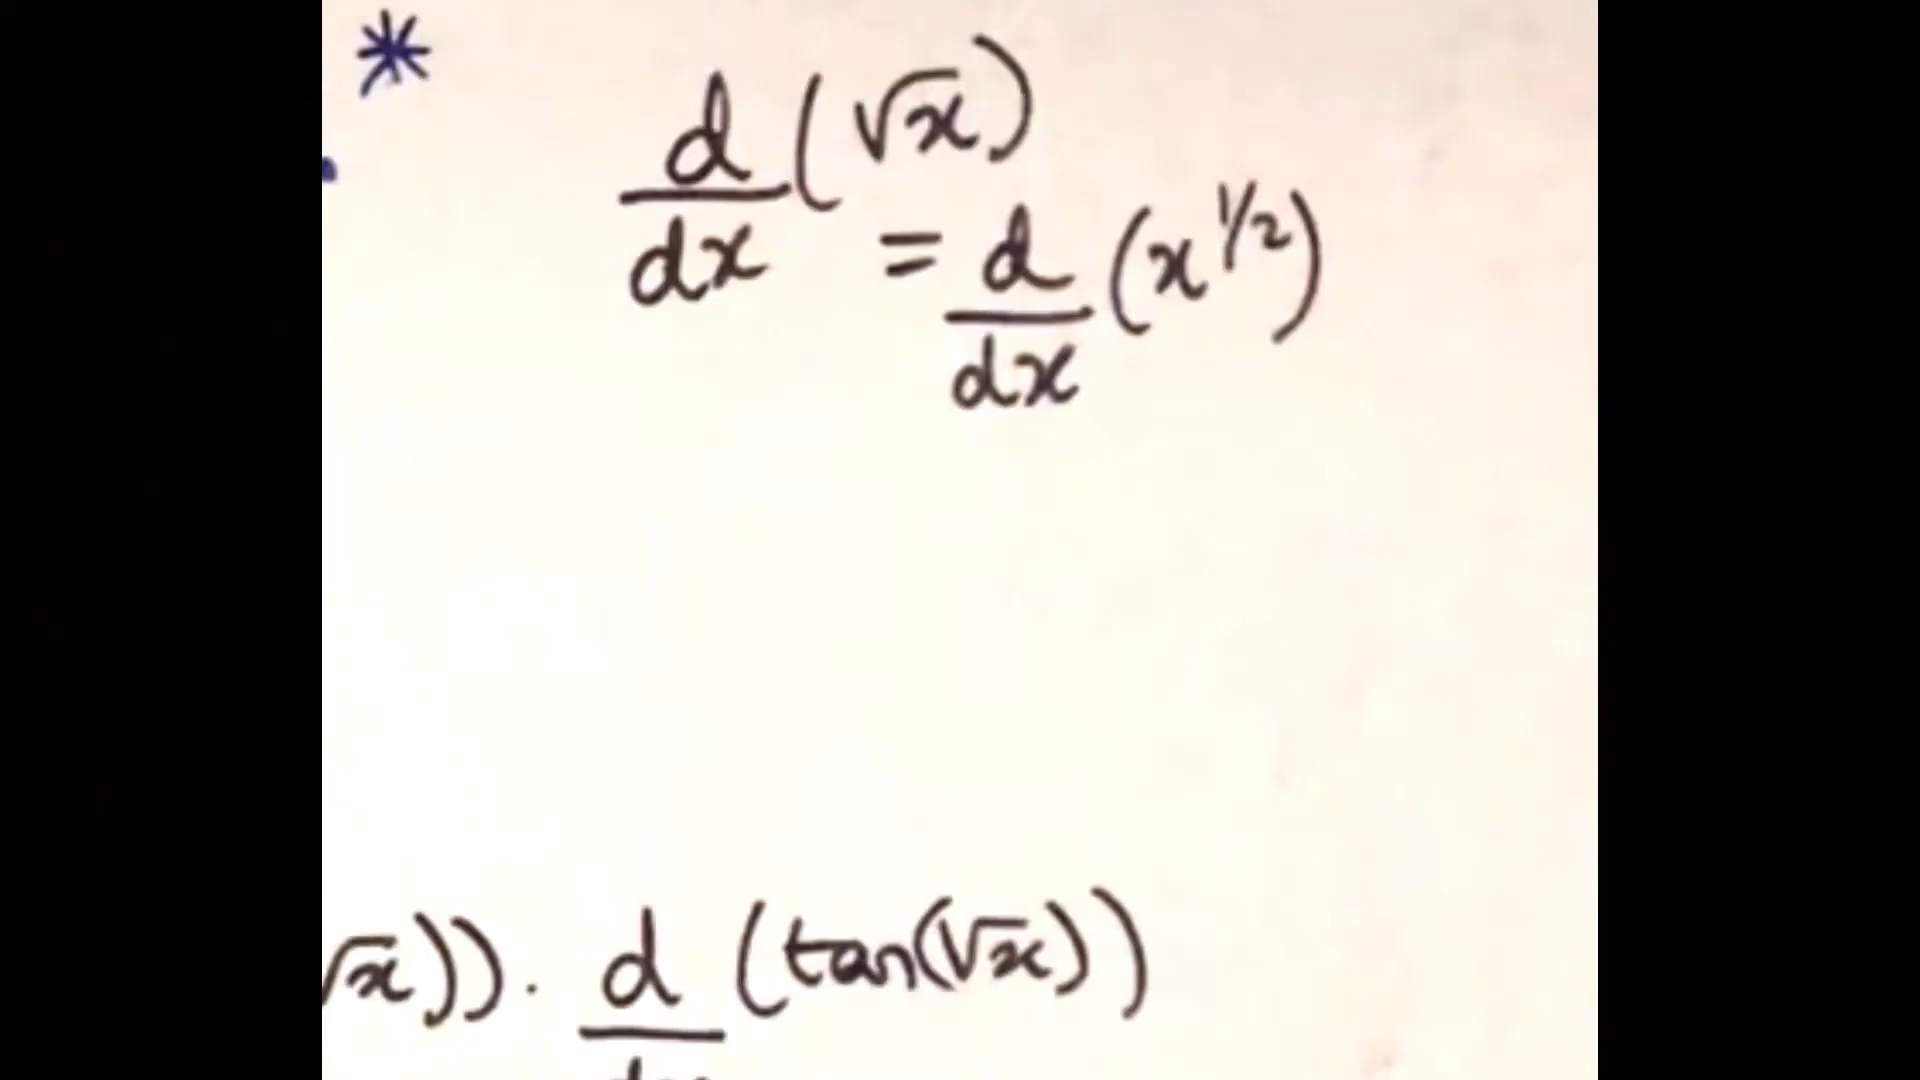 *
d/dx (√x)
= d/dx (x^1/2)
√x)). d/dx (tan(√x))